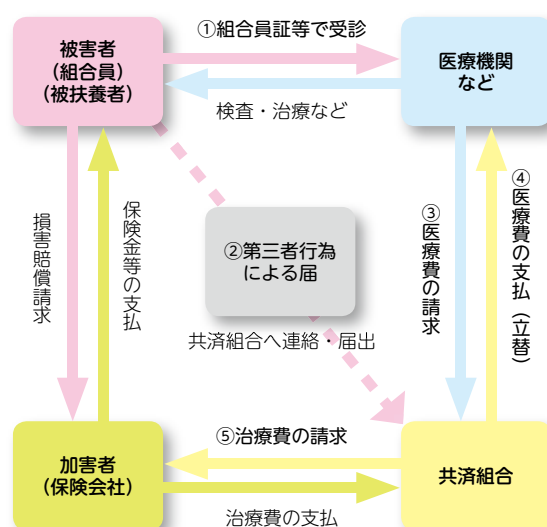 ①組合員証等で受診
被害者
(組合員)
(被扶養者)
医療機関
など
検査・治療など
損害賠償請求
保険金等の支払
②第三者行為
による届
共済組合へ連絡・届出
③医療費の請求
④医療費の支払（立替）
⑤治療費の請求
加害者
(保険会社)
共済組合
治療費の支払